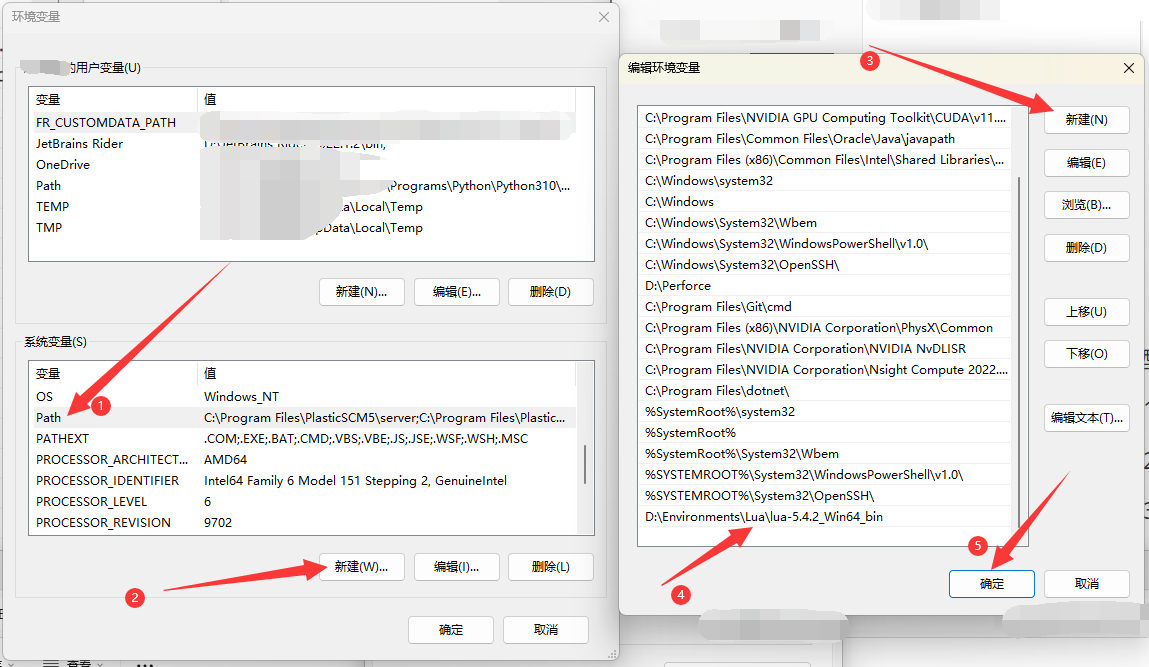 环境变量
的用户变量(U)
变量 值
FR_CUSTOMDATA_PATH
JetBrains Rider
OneDrive
Path \Programs\Python\Python310\...
TEMP \Local\Temp
TMP Data\Local\Temp
新建(N)... 编辑(E)... 删除(D)
系统变量(S)
变量 值
OS Windows_NT
Path C:\Program Files\PlasticSCM5\server;C:\Program Files\Plastic...
1
PATHEXT .COM;.EXE;.BAT;.CMD;.VBS;.VBE;.JS;.JSE;.WSF;.WSH;.MSC
PROCESSOR_ARCHITECT... AMD64
PROCESSOR_IDENTIFIER Intel64 Family 6 Model 151 Stepping 2, GenuineIntel
PROCESSOR_LEVEL 6
PROCESSOR_REVISION 9702
新建(W)... 编辑(I)... 删除(L)
2
确定 取消
查看
编辑环境变量
3
C:\Program Files\NVIDIA GPU Computing Toolkit\CUDA\v11....
C:\Program Files\Common Files\Oracle\Java\javapath
C:\Program Files (x86)\Common Files\Intel\Shared Libraries\...
C:\Windows\system32
C:\Windows
C:\Windows\System32\Wbem
C:\Windows\System32\WindowsPowerShell\v1.0\
C:\Windows\System32\OpenSSH\
D:\Perforce
C:\Program Files\Git\cmd
C:\Program Files (x86)\NVIDIA Corporation\PhysX\Common
C:\Program Files\NVIDIA Corporation\NVIDIA NvDLISR
C:\Program Files\NVIDIA Corporation\Nsight Compute 2022....
C:\Program Files\dotnet\
%SystemRoot%\system32
%SystemRoot%
%SystemRoot%\System32\Wbem
%SYSTEMROOT%\System32\WindowsPowerShell\v1.0\
%SYSTEMROOT%\System32\OpenSSH\
D:\Environments\Lua\lua-5.4.2_Win64_bin
新建(N)
编辑(E)
浏览(B)...
删除(D)
上移(U)
下移(O)
编辑文本(T)...
5
4
确定 取消